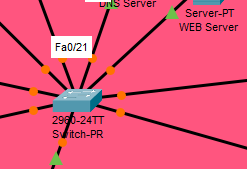 DNS Server
Server-PT
WEB Server
Fa0/21
2960-24TT
Switch-PR